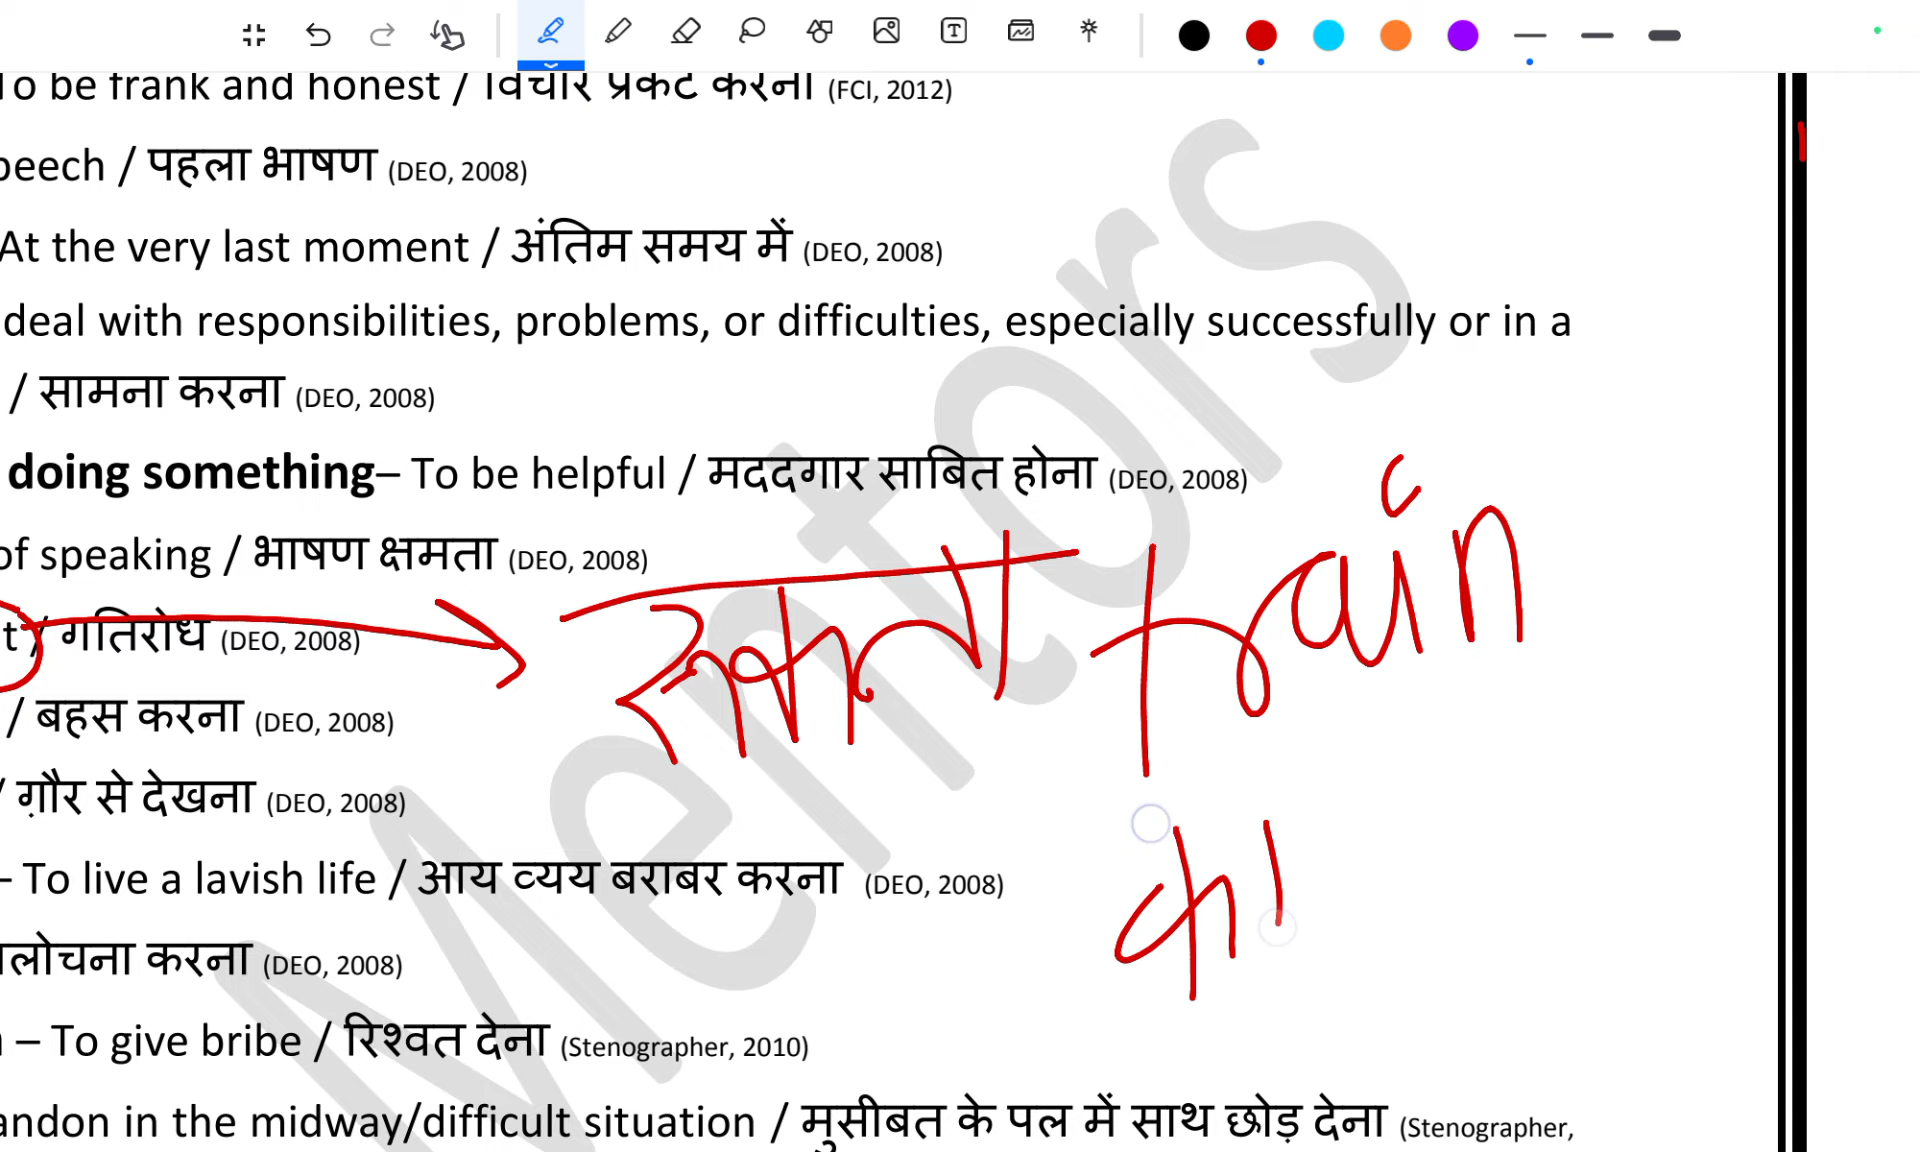 To be frank and honest / विचार प्रकट करना (FCI, 2012)
peech / पहला भाषण (DEO, 2008)
At the very last moment / अंतिम समय में (DEO, 2008)
deal with responsibilities, problems, or difficulties, especially successfully or in a
/ सामना करना (DEO, 2008)
doing something– To be helpful / मददगार साबित होना (DEO, 2008)
of speaking / भाषण क्षमता (DEO, 2008)
t / गतिरोध (DEO, 2008)
train
/ बहस करना (DEO, 2008)
/ ग़ौर से देखना (DEO, 2008)
– To live a lavish life / आय व्यय बराबर करना (DEO, 2008)
का
लोचना करना (DEO, 2008)
– To give bribe / रिश्वत देना (Stenographer, 2010)
andon in the midway/difficult situation / मुसीबत के पल में साथ छोड़ देना (Stenographer,
Mentors